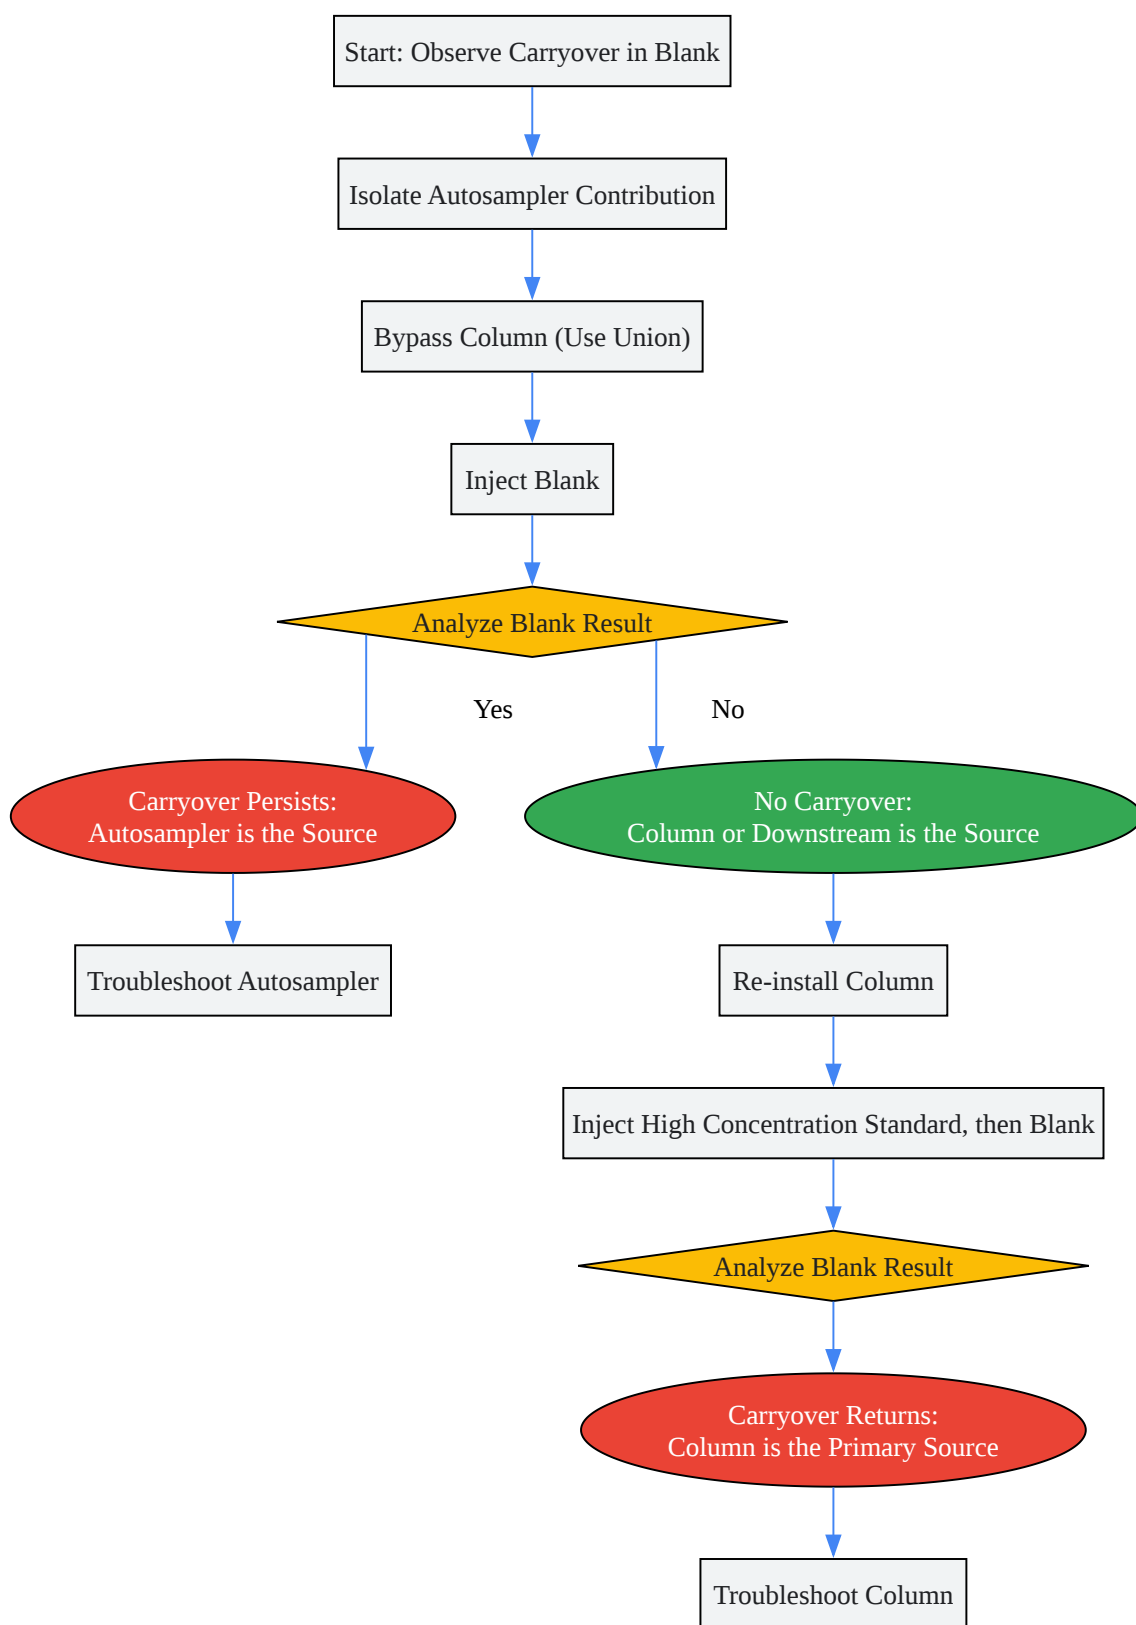 Start: Observe Carryover in Blank
Isolate Autosampler Contribution
Bypass Column (Use Union)
Inject Blank
Analyze Blank Result
Yes
No
Carryover Persists:
Autosampler is the Source
No Carryover:
Column or Downstream is the Source
Troubleshoot Autosampler
Re-install Column
Inject High Concentration Standard, then Blank
Analyze Blank Result
Carryover Returns:
Column is the Primary Source
Troubleshoot Column